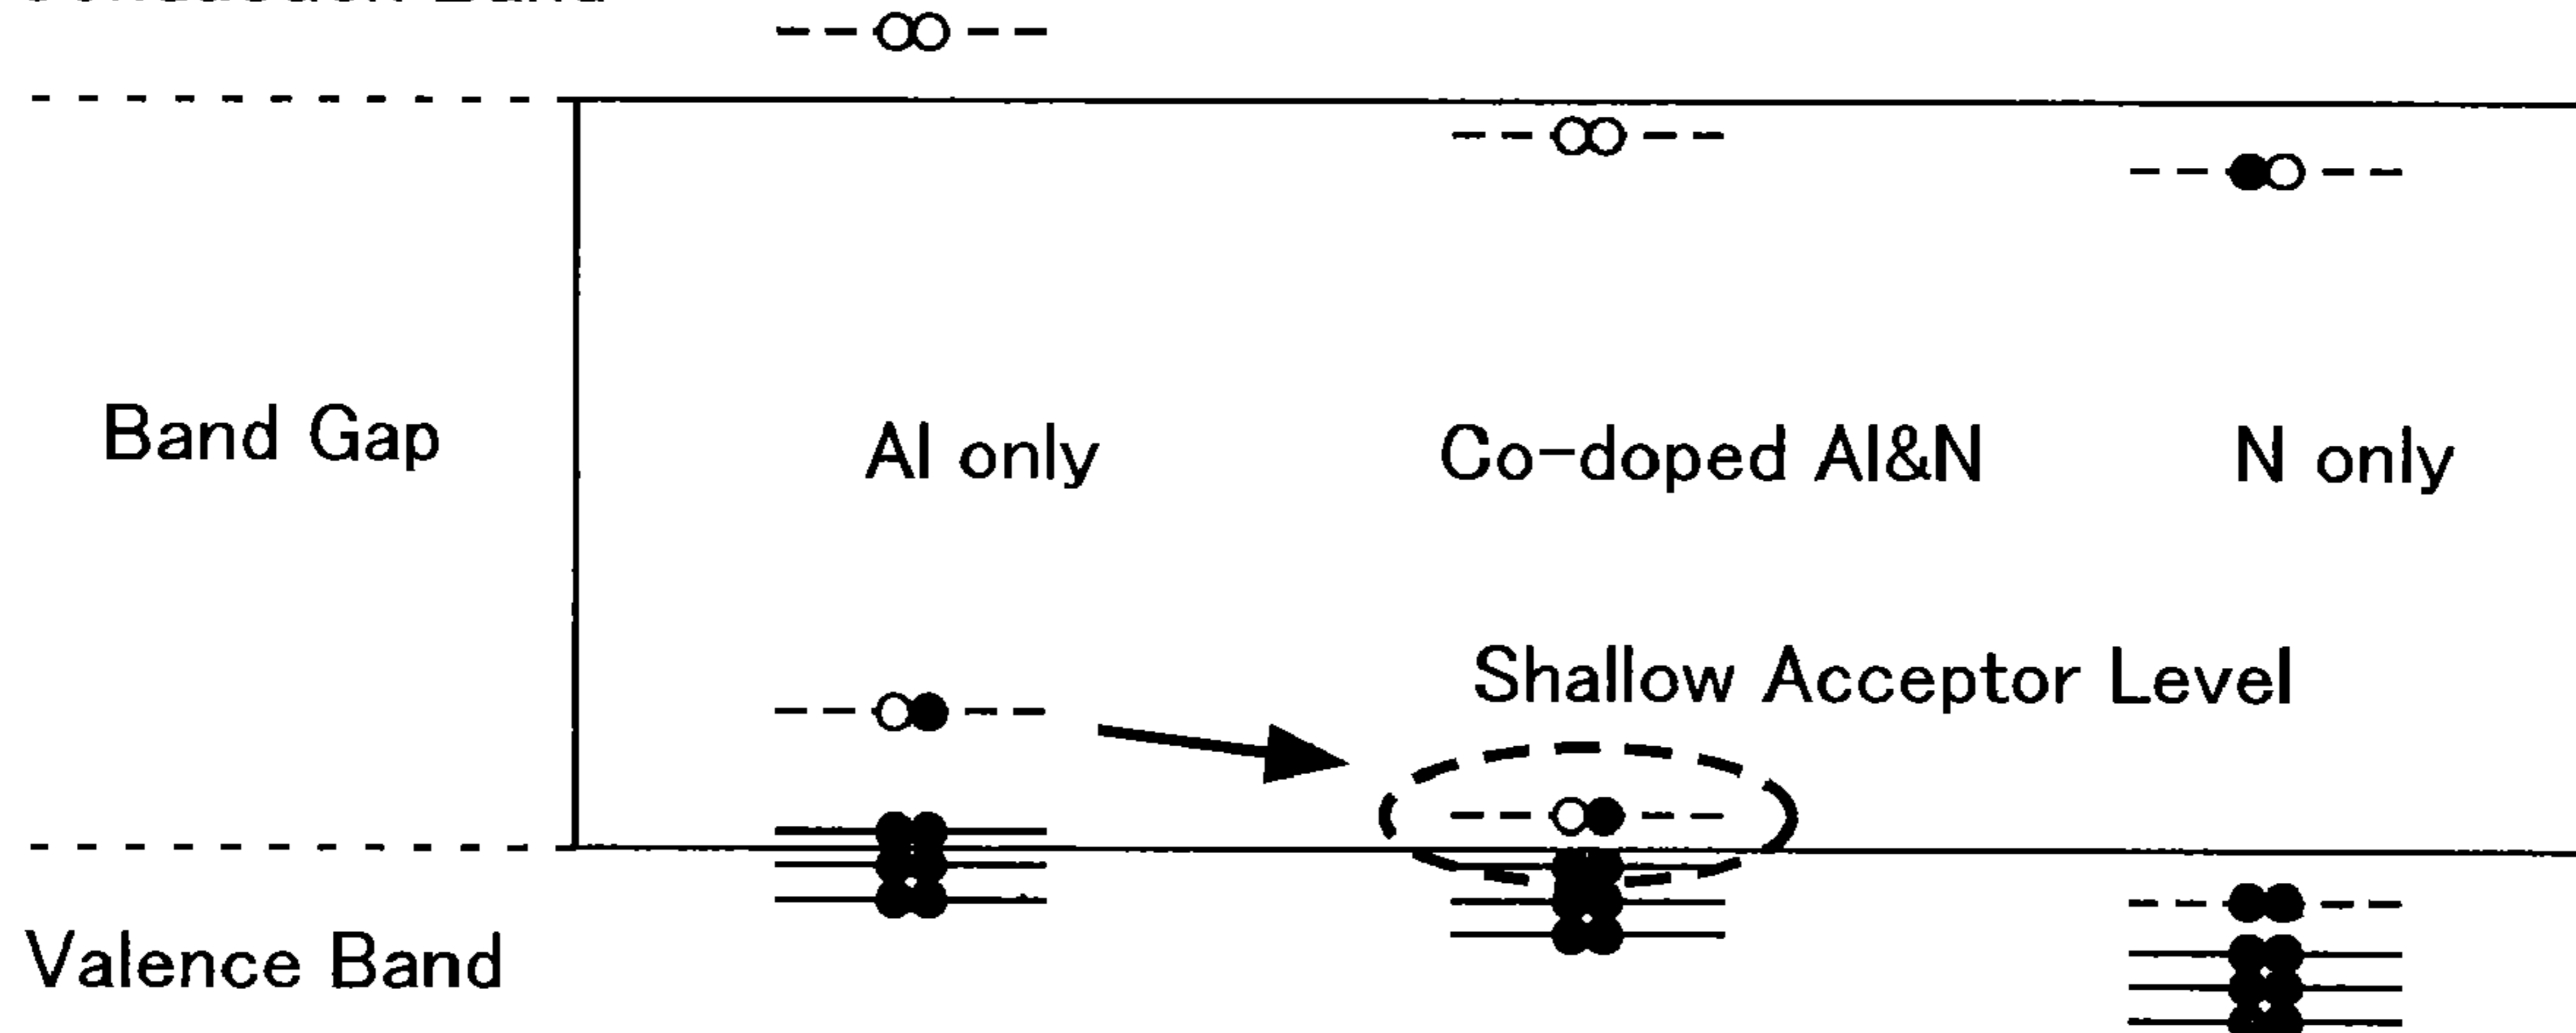 Band Gap
Al only
Co-doped Al&N
N only
Shallow Acceptor Level
Valence Band